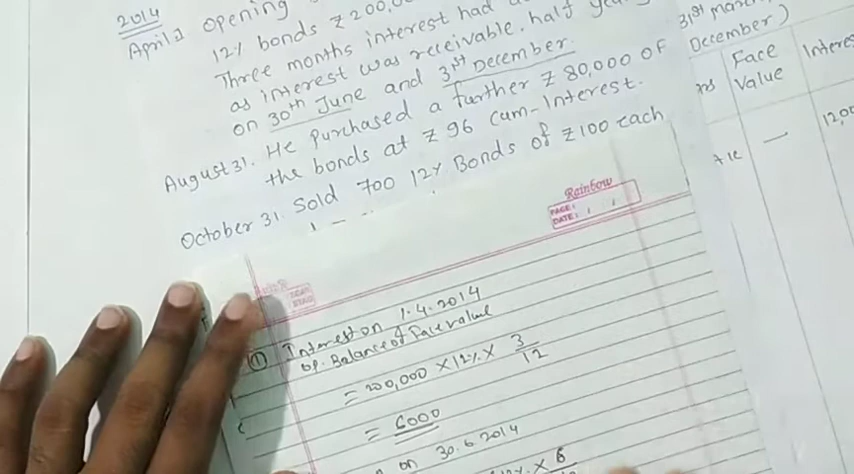 2014
April 1 opening
12% bonds ₹200,0
Three months interest had
as interest was receivable half
on 30th June and 3rst December.
August 31. He purchased a further ₹ 80,000 OF
the bonds at ₹ 96 cum-Interest.
October 31. Sold 700 12% Bonds of ₹100 each
31st
December)
Face
Value
Interes
12,00
Rainbow
PAGE:
DATE: / /
① Interest on 1.4.2014
op. Balance of Face value
= 200,000 × 12% × 3/12
= 6000
on 30.6.2014
× 6